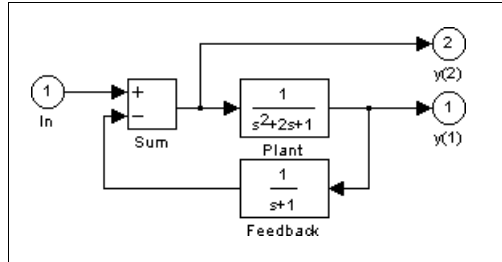 2
y(2)
1
In
+
−
Sum
1
s²+2s+1
Plant
1
y(1)
1
s+1
Feedback